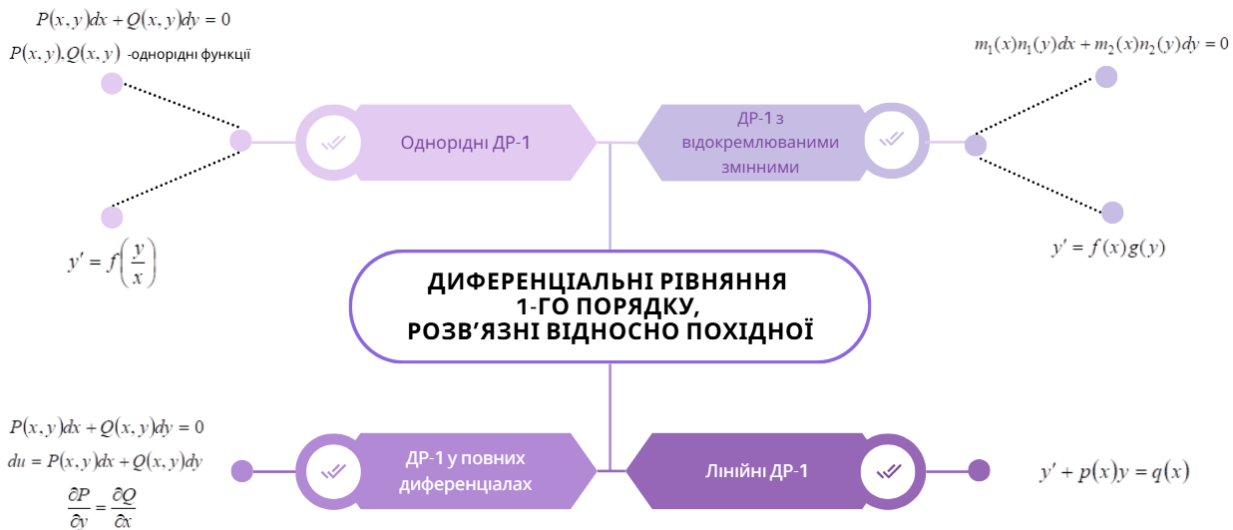 P(x, y)dx + Q(x, y)dy = 0
P(x, y), Q(x, y) -однорідні функції
y′ = f(y/x)
Однорідні ДР-1
ДР-1 з
відокремлюваними
змінними
m₁(x)n₁(y)dx + m₂(x)n₂(y)dy = 0
y′ = f(x)g(y)
ДИФЕРЕНЦІАЛЬНІ РІВНЯННЯ
1-ГО ПОРЯДКУ,
РОЗВ’ЯЗНІ ВІДНОСНО ПОХІДНОЇ
P(x, y)dx + Q(x, y)dy = 0
du = P(x, y)dx + Q(x, y)dy
∂P/∂y = ∂Q/∂x
ДР-1 у повних
диференціалах
Лінійні ДР-1
y′ + p(x)y = q(x)